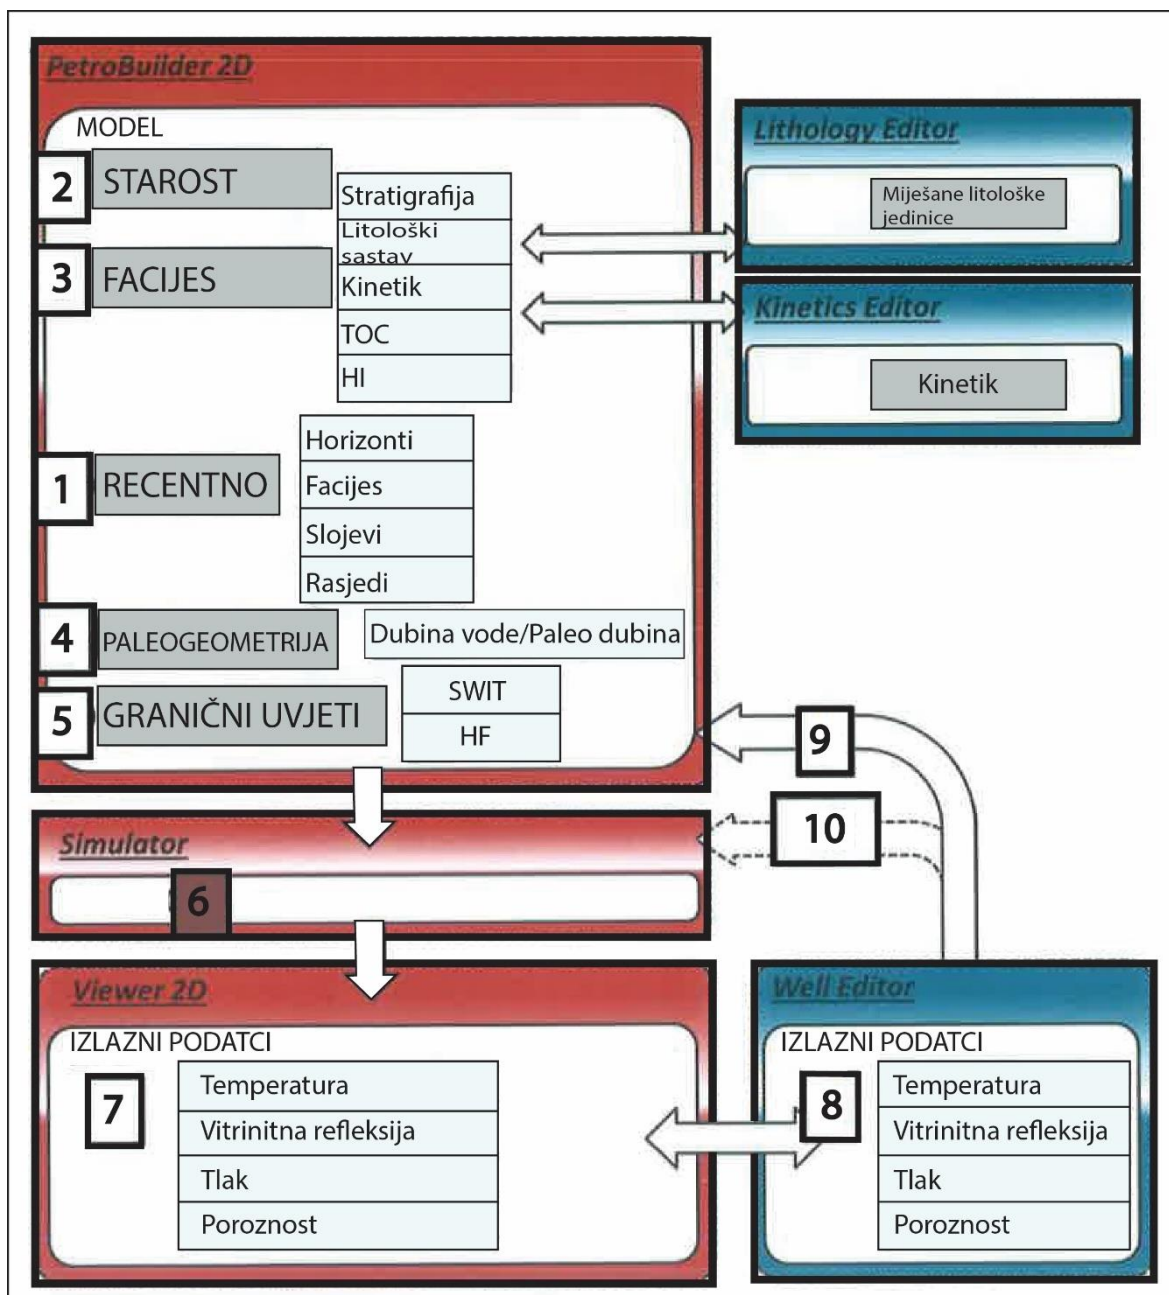 PetroBuilder 2D
MODEL
2
STAROST
Stratigrafija
Litološki
sastav
3
FACIJES
Kinetik
TOC
HI
Lithology Editor
Miješane litološke
jedinice
Kinetics Editor
Kinetik
1
RECENTNO
Horizonti
Facijes
Slojevi
Rasjedi
4
PALEOGEOMETRIJA
Dubina vode/Paleo dubina
5
GRANIČNI UVJETI
SWIT
HF
9
10
Simulator
6
Viewer 2D
IZLAZNI PODATCI
7
Temperatura
Vitrinitna refleksija
Tlak
Poroznost
Well Editor
IZLAZNI PODATCI
8
Temperatura
Vitrinitna refleksija
Tlak
Poroznost